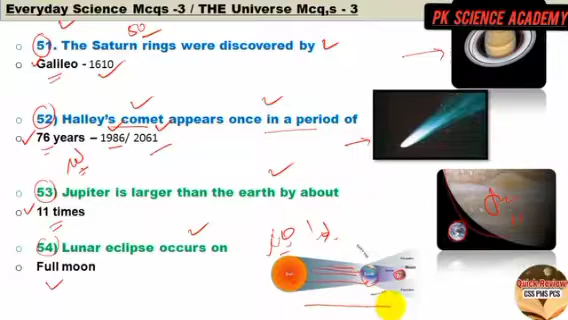 Everyday Science Mcqs -3 / THE Universe Mcq,s - 3
PK SCIENCE ACADEMY
50
51. The Saturn rings were discovered by
Galileo - 1610
52) Halley's comet appears once in a period of
76 years – 1986/ 2061
53) Jupiter is larger than the earth by about
11 times
54) Lunar eclipse occurs on
Full moon
Quick Review
CSS PMS PCS